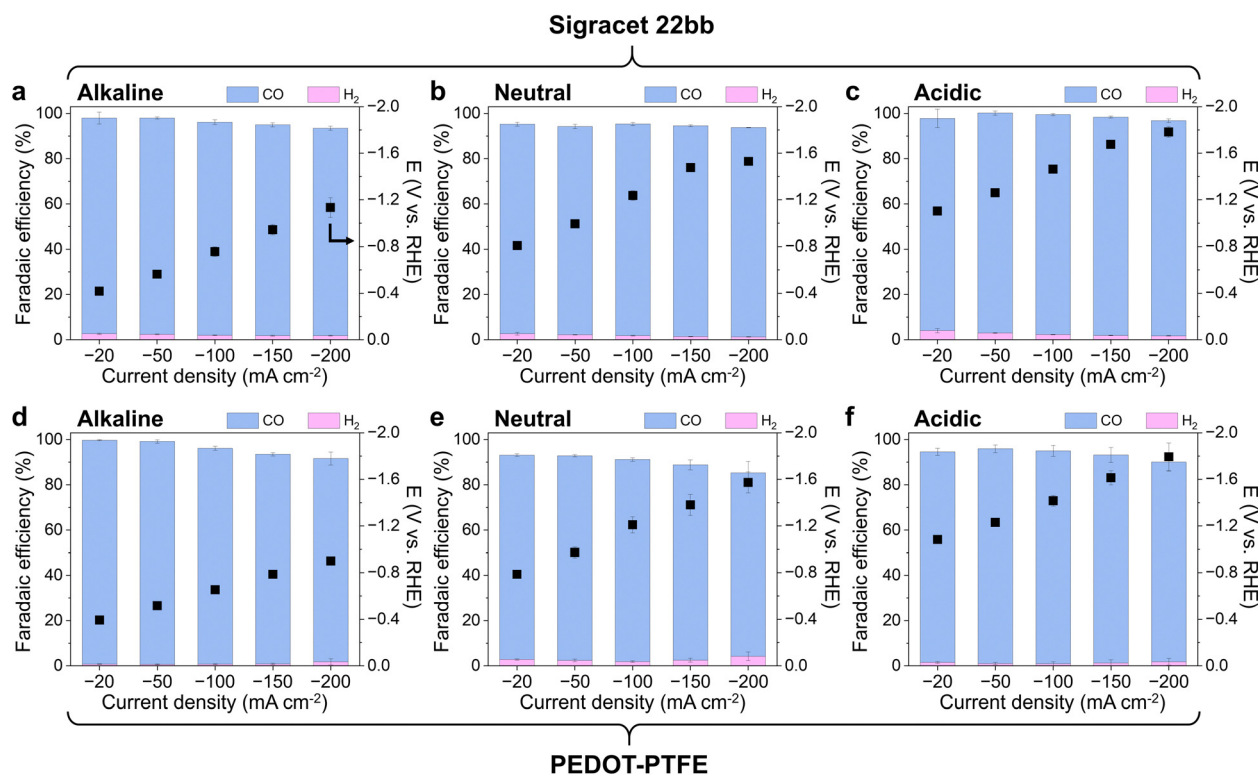 Sigracet 22bb
a Alkaline CO H₂
b Neutral CO H₂
c Acidic CO H₂
Faradaic efficiency (%)
100
80
60
40
20
0
−2.0
−1.6
−1.2
−0.8
−0.4
0.0
E (V vs. RHE)
−20 −50 −100 −150 −200
Current density (mA cm⁻²)
Faradaic efficiency (%)
100
80
60
40
20
0
−2.0
−1.6
−1.2
−0.8
−0.4
0.0
E (V vs. RHE)
−20 −50 −100 −150 −200
Current density (mA cm⁻²)
Faradaic efficiency (%)
100
80
60
40
20
0
−2.0
−1.6
−1.2
−0.8
−0.4
0.0
E (V vs. RHE)
−20 −50 −100 −150 −200
Current density (mA cm⁻²)
d Alkaline CO H₂
e Neutral CO H₂
f Acidic CO H₂
Faradaic efficiency (%)
100
80
60
40
20
0
−2.0
−1.6
−1.2
−0.8
−0.4
0.0
E (V vs. RHE)
−20 −50 −100 −150 −200
Current density (mA cm⁻²)
Faradaic efficiency (%)
100
80
60
40
20
0
−2.0
−1.6
−1.2
−0.8
−0.4
0.0
E (V vs. RHE)
−20 −50 −100 −150 −200
Current density (mA cm⁻²)
Faradaic efficiency (%)
100
80
60
40
20
0
−2.0
−1.6
−1.2
−0.8
−0.4
0.0
E (V vs. RHE)
−20 −50 −100 −150 −200
Current density (mA cm⁻²)
PEDOT-PTFE